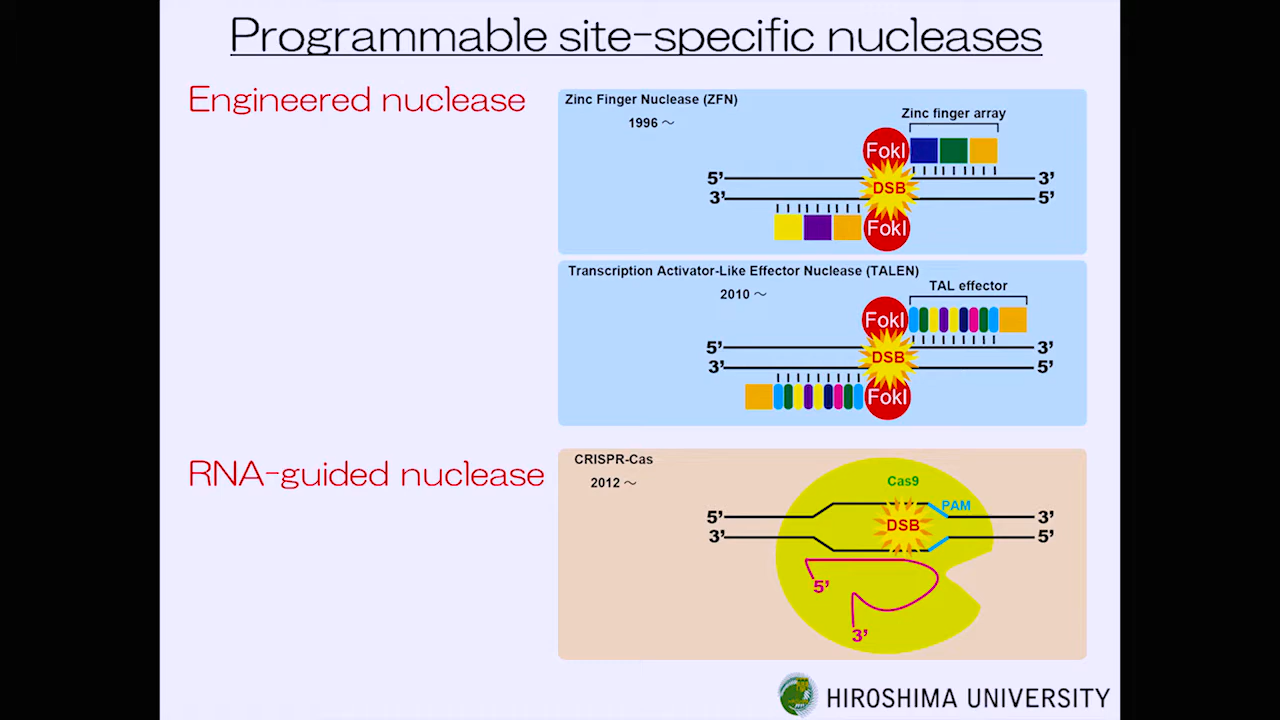 Programmable site-specific nucleases
Engineered nuclease
Zinc Finger Nuclease (ZFN)
1996 ～
Zinc finger array
FokI
5’ 3’
DSB
3’ 5’
FokI
Transcription Activator-Like Effector Nuclease (TALEN)
2010 ～
TAL effector
FokI
5’ 3’
DSB
3’ 5’
FokI
RNA-guided nuclease
CRISPR-Cas
2012 ～
Cas9
PAM
5’ 3’
DSB
3’ 5’
5’
3’
HIROSHIMA UNIVERSITY